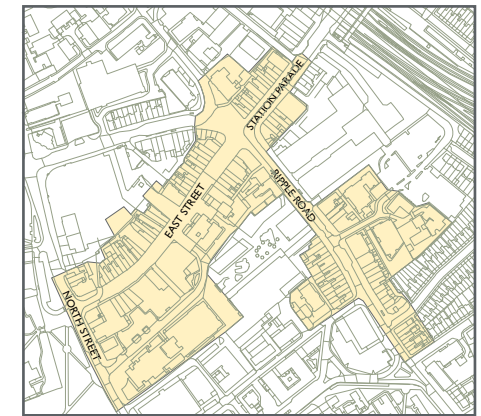 STATION PARADE
RIPPLE ROAD
EAST STREET
NORTH STREET